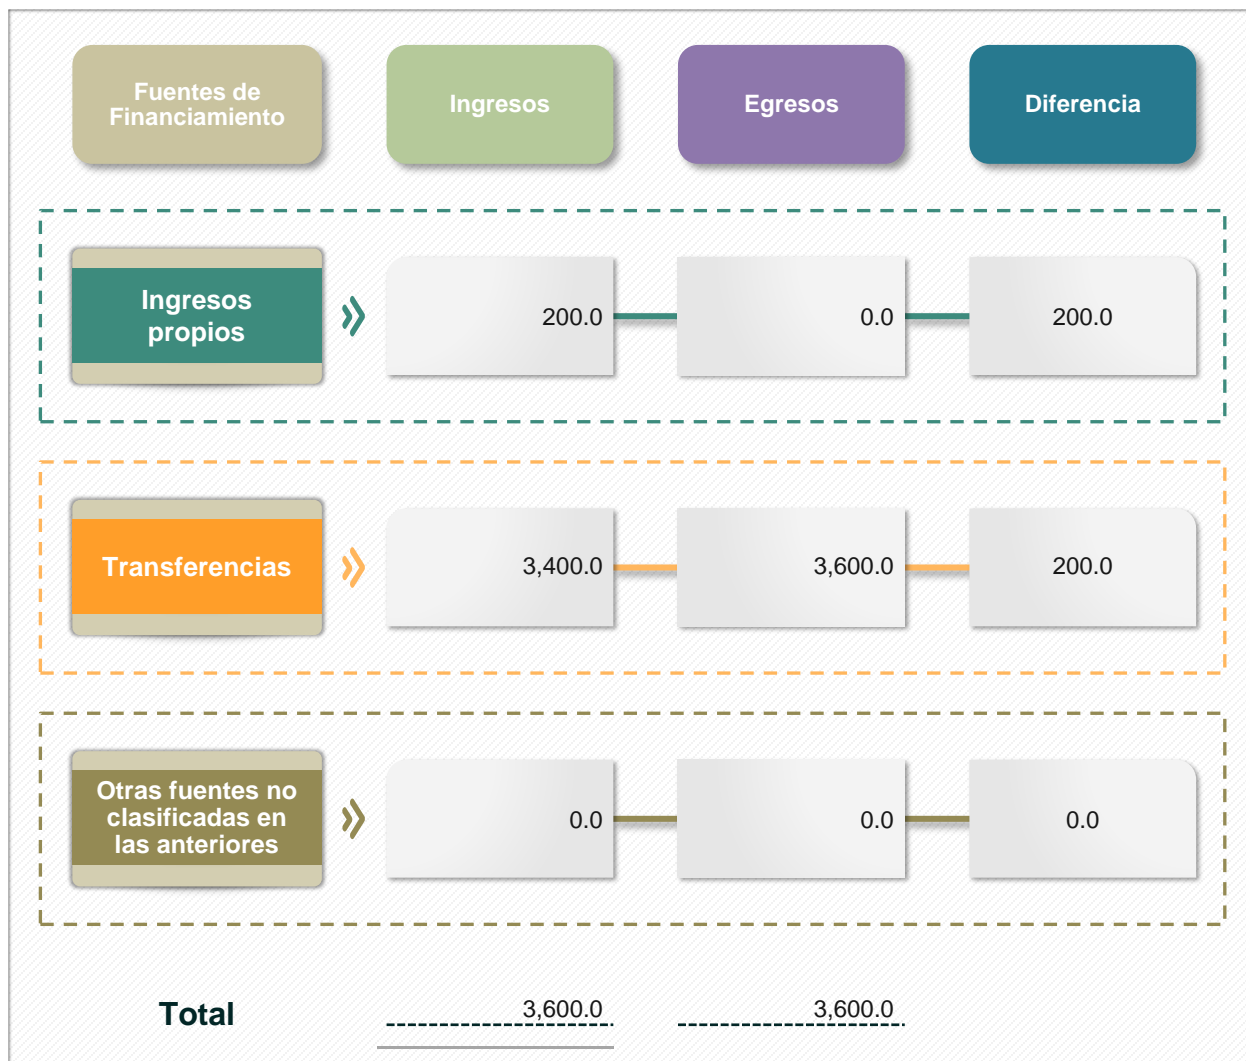 Fuentes de
Financiamiento
Ingresos
Egresos
Diferencia
Ingresos
propios
200.0
0.0
200.0
Transferencias
3,400.0
3,600.0
200.0
Otras fuentes no
clasificadas en
las anteriores
0.0
0.0
0.0
Total
3,600.0
3,600.0